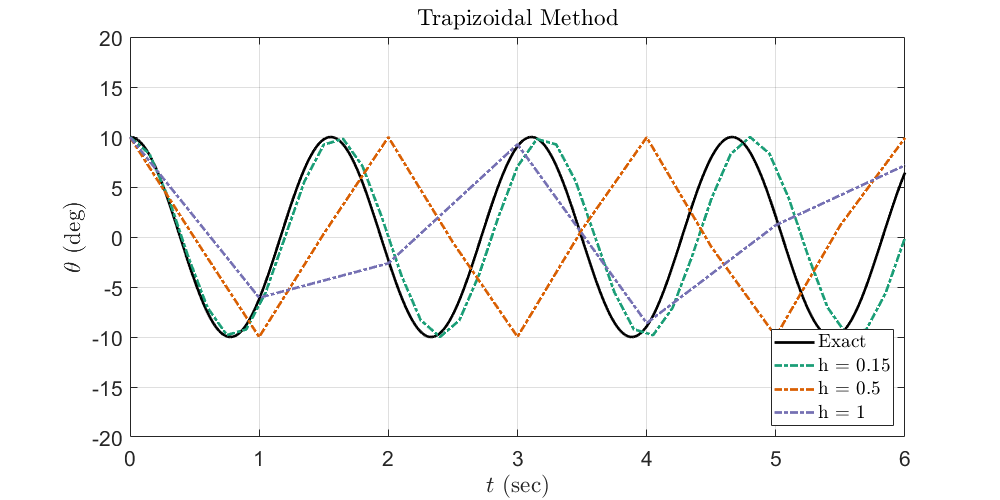 Trapizoidal Method
θ (deg)
20
15
10
5
0
-5
-10
-15
-20
0 1 2 3 4 5 6
t (sec)
Exact
h = 0.15
h = 0.5
h = 1